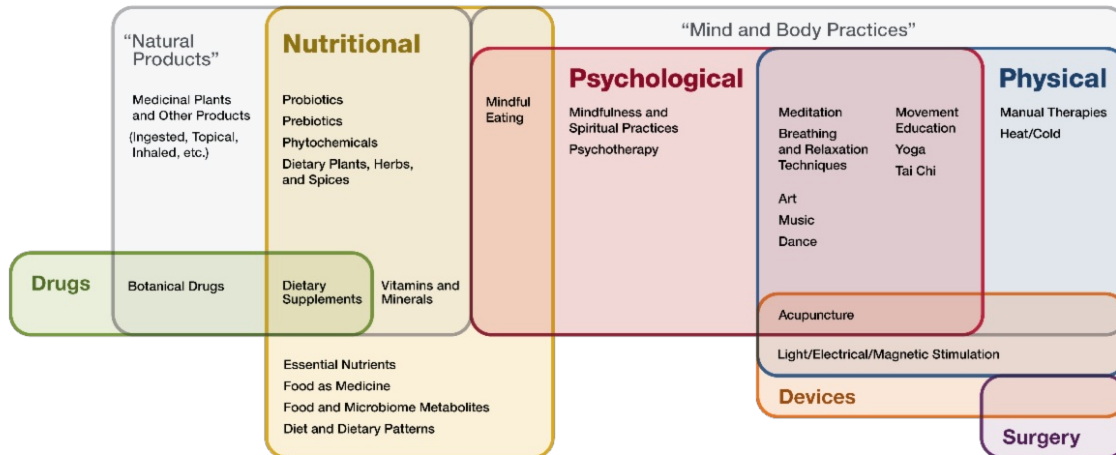 “Natural
Products”
Medicinal Plants
and Other Products
(Ingested, Topical,
Inhaled, etc.)
Nutritional
Probiotics
Prebiotics
Phytochemicals
Dietary Plants, Herbs,
and Spices
“Mind and Body Practices”
Mindful
Eating
Psychological
Mindfulness and
Spiritual Practices
Psychotherapy
Meditation
Breathing
and Relaxation
Techniques
Art
Music
Dance
Movement
Education
Yoga
Tai Chi
Physical
Manual Therapies
Heat/Cold
Drugs
Botanical Drugs
Dietary
Supplements
Vitamins and
Minerals
Acupuncture
Light/Electrical/Magnetic Stimulation
Essential Nutrients
Food as Medicine
Food and Microbiome Metabolites
Diet and Dietary Patterns
Devices
Surgery